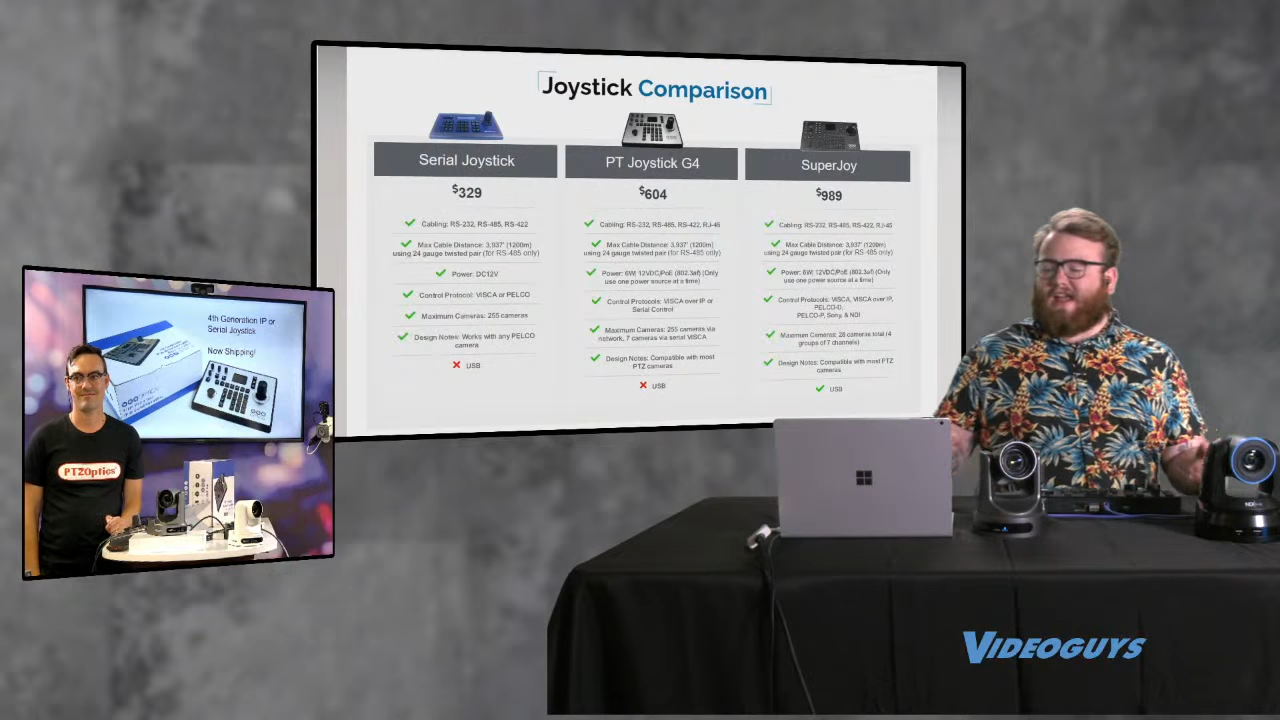 Joystick Comparison
Serial Joystick
$329
Cabling: RS-232, RS-485, RS-422
Max Cable Distance: 3,937' (1200m)
using 24 gauge twisted pair (for RS-485 only)
Power: DC12V
Control Protocol: VISCA or PELCO
Maximum Cameras: 255 cameras
Design Notes: Works with any PELCO
camera
USB
PT Joystick G4
$604
Cabling: RS-232, RS-485, RS-422, RJ-45
Max Cable Distance: 3,937' (1200m)
using 24 gauge twisted pair (for RS-485 only)
Power: 6W; 12VDC/PoE (802.3af) (Only
use one power source at a time)
Control Protocols: VISCA over IP or
Serial Control
Maximum Cameras: 255 cameras via
network, 7 cameras via serial VISCA
Design Notes: Compatible with most
PTZ cameras
USB
SuperJoy
$989
Cabling: RS-232, RS-485, RS-422, RJ-45
Max Cable Distance: 3,937' (1200m)
using 24 gauge twisted pair (for RS-485 only)
Power: 6W; 12VDC/PoE (802.3af) (Only
use one power source at a time)
Control Protocols: VISCA, VISCA over IP,
PELCO-D,
PELCO-P, Sony, & NDI
Maximum Cameras: 28 cameras total (4
groups of 7 channels)
Design Notes: Compatible with most PTZ
cameras
USB
4th Generation IP or
Serial Joystick
Now Shipping!
PTZOptics
VIDEOGUYS